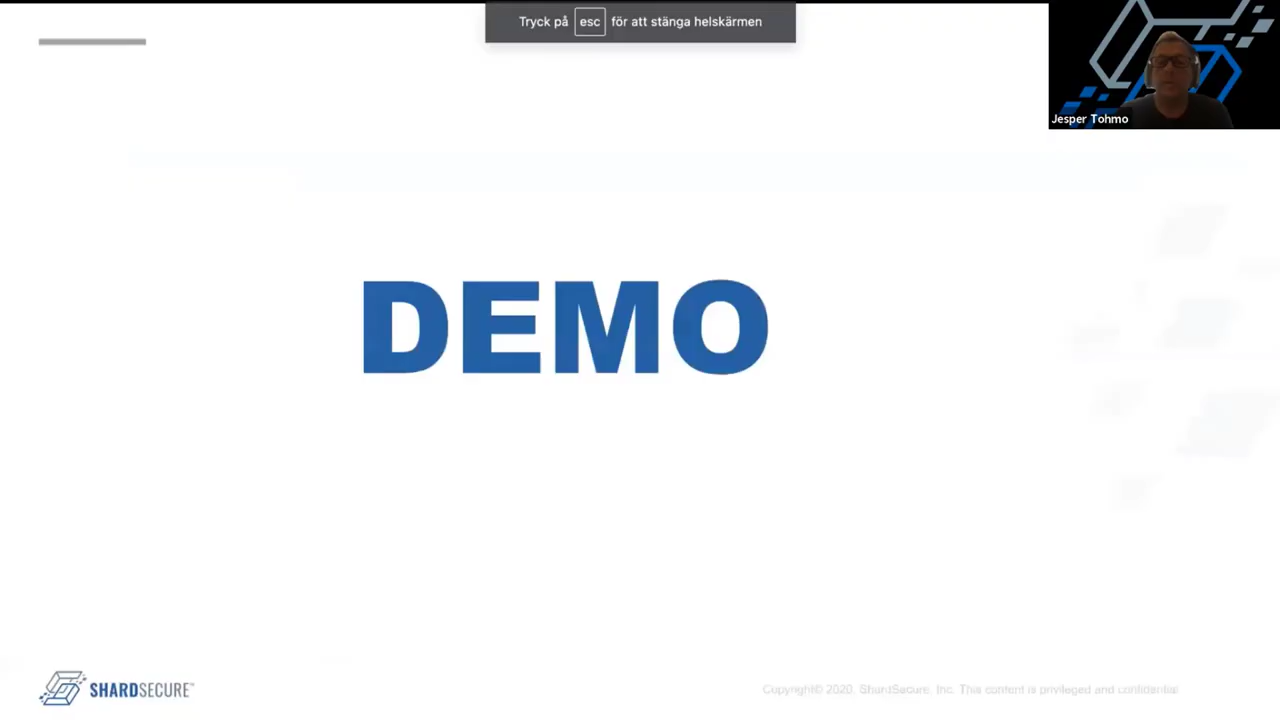 Tryck på esc för att stänga helskärmen
Jesper Tohmo
DEMO
SHARDSECURE™
Copyright© 2020, ShardSecure, Inc. This content is privileged and confidential